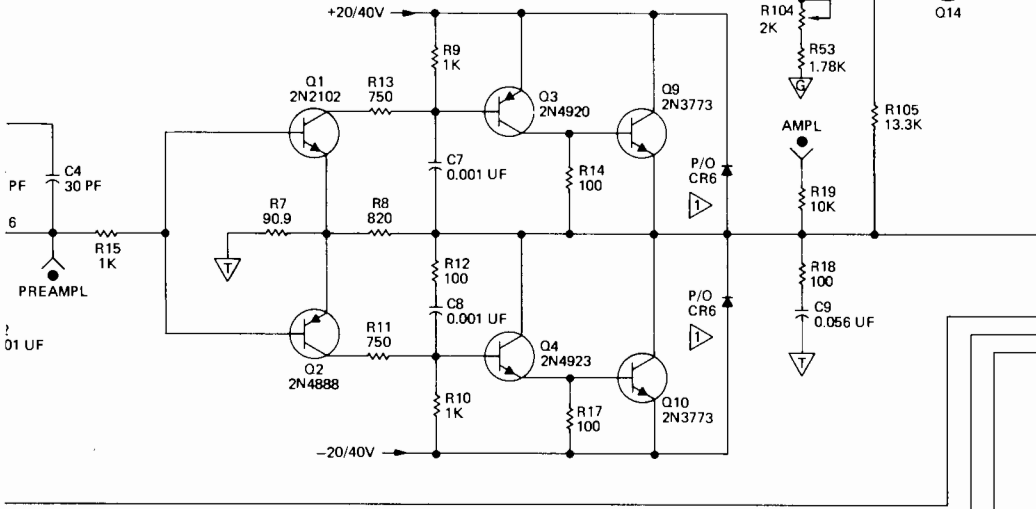 +20/40V
R9
1K
Q1
2N2102
R13
750
Q3
2N4920
Q9
2N3773
R104
2K
R53
1.78K
G
Q14
AMPL
R105
13.3K
PF
C4
30 PF
C7
0.001 UF
R14
100
P/O
CR6
1
R19
10K
6
R15
1K
PREAMPL
R7
90.9
R8
820
T
R12
100
C8
0.001 UF
P/O
CR6
1
R18
100
C9
0.056 UF
T
01 UF
Q2
2N4888
R11
750
Q4
2N4923
Q10
2N3773
R10
1K
R17
100
−20/40V